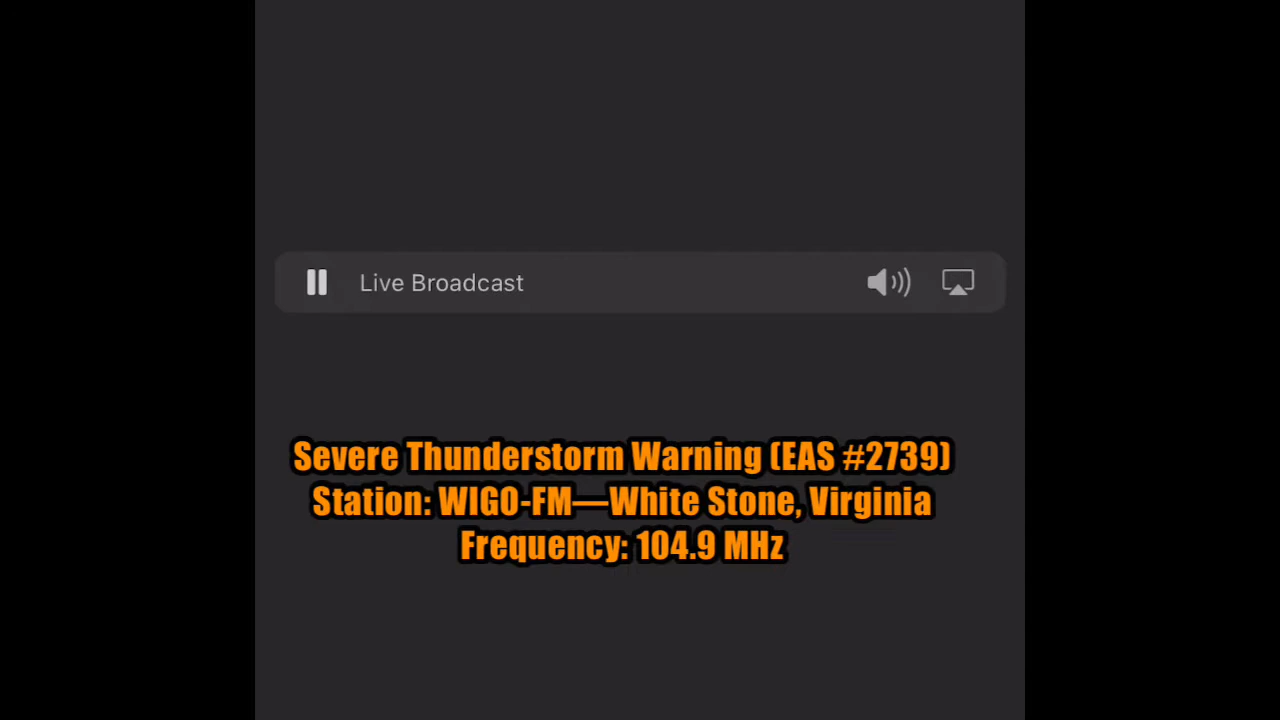 Live Broadcast
Severe Thunderstorm Warning (EAS #2739)
Station: WIGO-FM—White Stone, Virginia
Frequency: 104.9 MHz